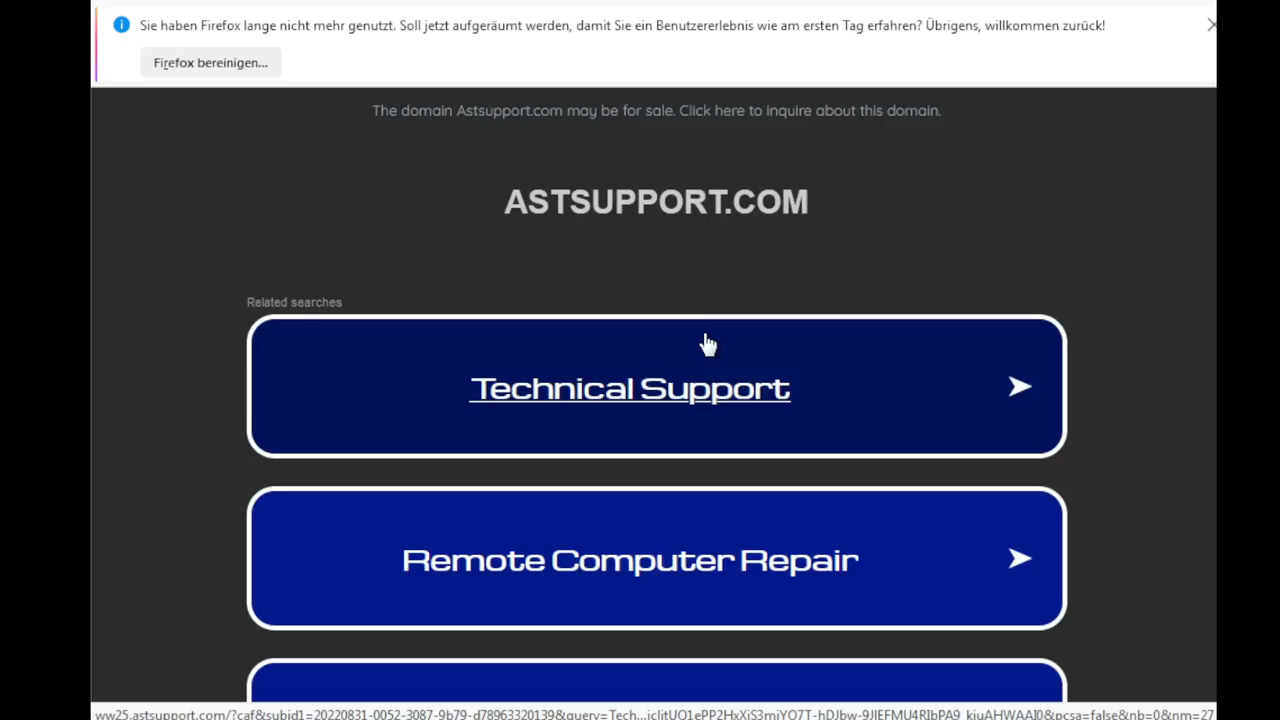 Sie haben Firefox lange nicht mehr genutzt. Soll jetzt aufgeräumt werden, damit Sie ein Benutzererlebnis wie am ersten Tag erfahren? Übrigens, willkommen zurück!
Firefox bereinigen...
The domain Astsupport.com may be for sale. Click here to inquire about this domain.
ASTSUPPORT.COM
Related searches
Technical Support
Remote Computer Repair